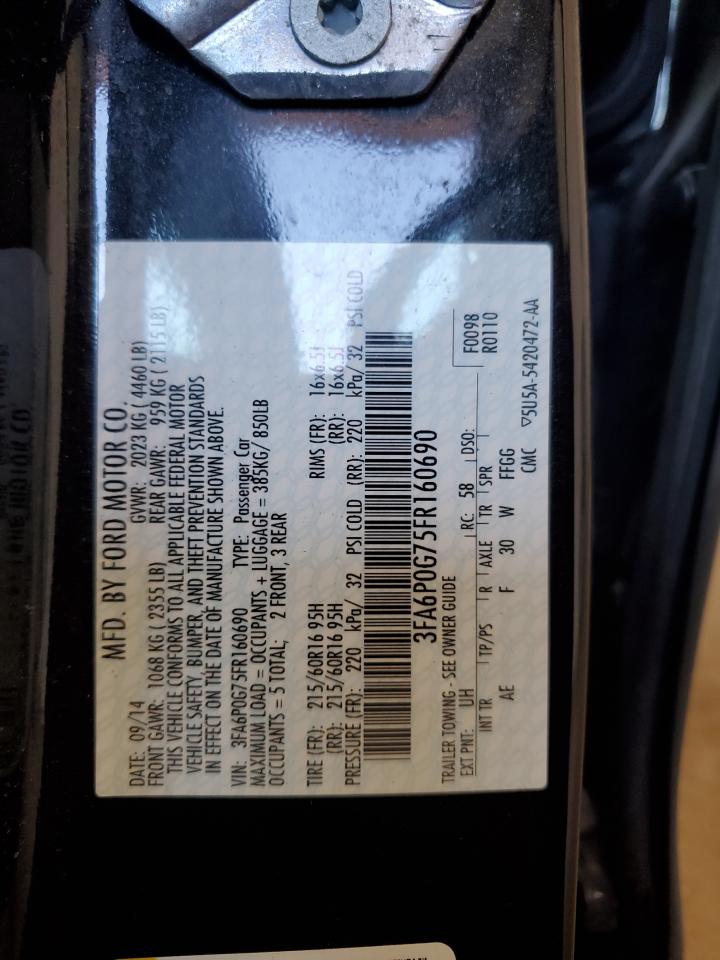 MFD. BY FORD MOTOR CO.
DATE: 09/14 GVWR: 2023 KG ( 4460 LB)
FRONT GAWR: 1068 KG ( 2355 LB) REAR GAWR: 959 KG ( 2115 LB)
THIS VEHICLE CONFORMS TO ALL APPLICABLE FEDERAL MOTOR
VEHICLE SAFETY, BUMPER, AND THEFT PREVENTION STANDARDS
IN EFFECT ON THE DATE OF MANUFACTURE SHOWN ABOVE.
VIN: 3FA6P0G75FR160690 TYPE: Passenger Car
MAXIMUM LOAD = OCCUPANTS + LUGGAGE = 385KG/ 850LB
OCCUPANTS = 5 TOTAL; 2 FRONT, 3 REAR
TIRE (FR): 215/60R16 95H RIMS (FR): 16x6.5J
(RR): 215/60R16 95H (RR): 16x6.5J
PRESSURE (FR): 220 kPa/ 32 PSI COLD (RR): 220 kPa/ 32 PSI COLD
3FA6P0G75FR160690
TRAILER TOWING - SEE OWNER GUIDE
EXT PNT: UH RC: 58 DSO: F0098
INT TR TP/PS R AXLE TR SPR R0110
AE F 30 W FFGG
CMC ▽5U5A-5420472-AA